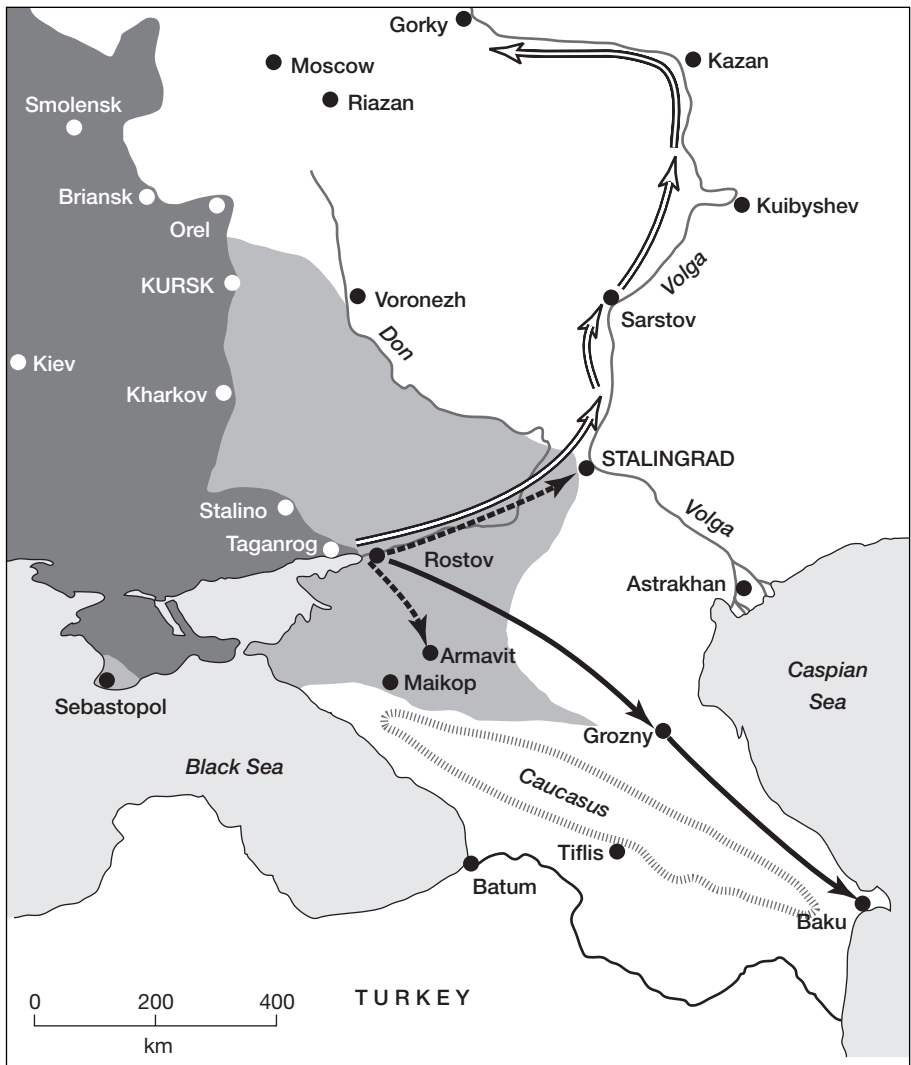 Gorky
Moscow
Kazan
Riazan
Smolensk
Briansk
Orel
Kuibyshev
Volga
KURSK
Voronezh
Sarstov
Don
Kiev
Kharkov
STALINGRAD
Stalino
Volga
Taganrog
Rostov
Astrakhan
Armavit
Maikop
Caspian
Sea
Sebastopol
Grozny
Black Sea
Caucasus
Tiflis
Batum
Baku
TURKEY
0 200 400
km